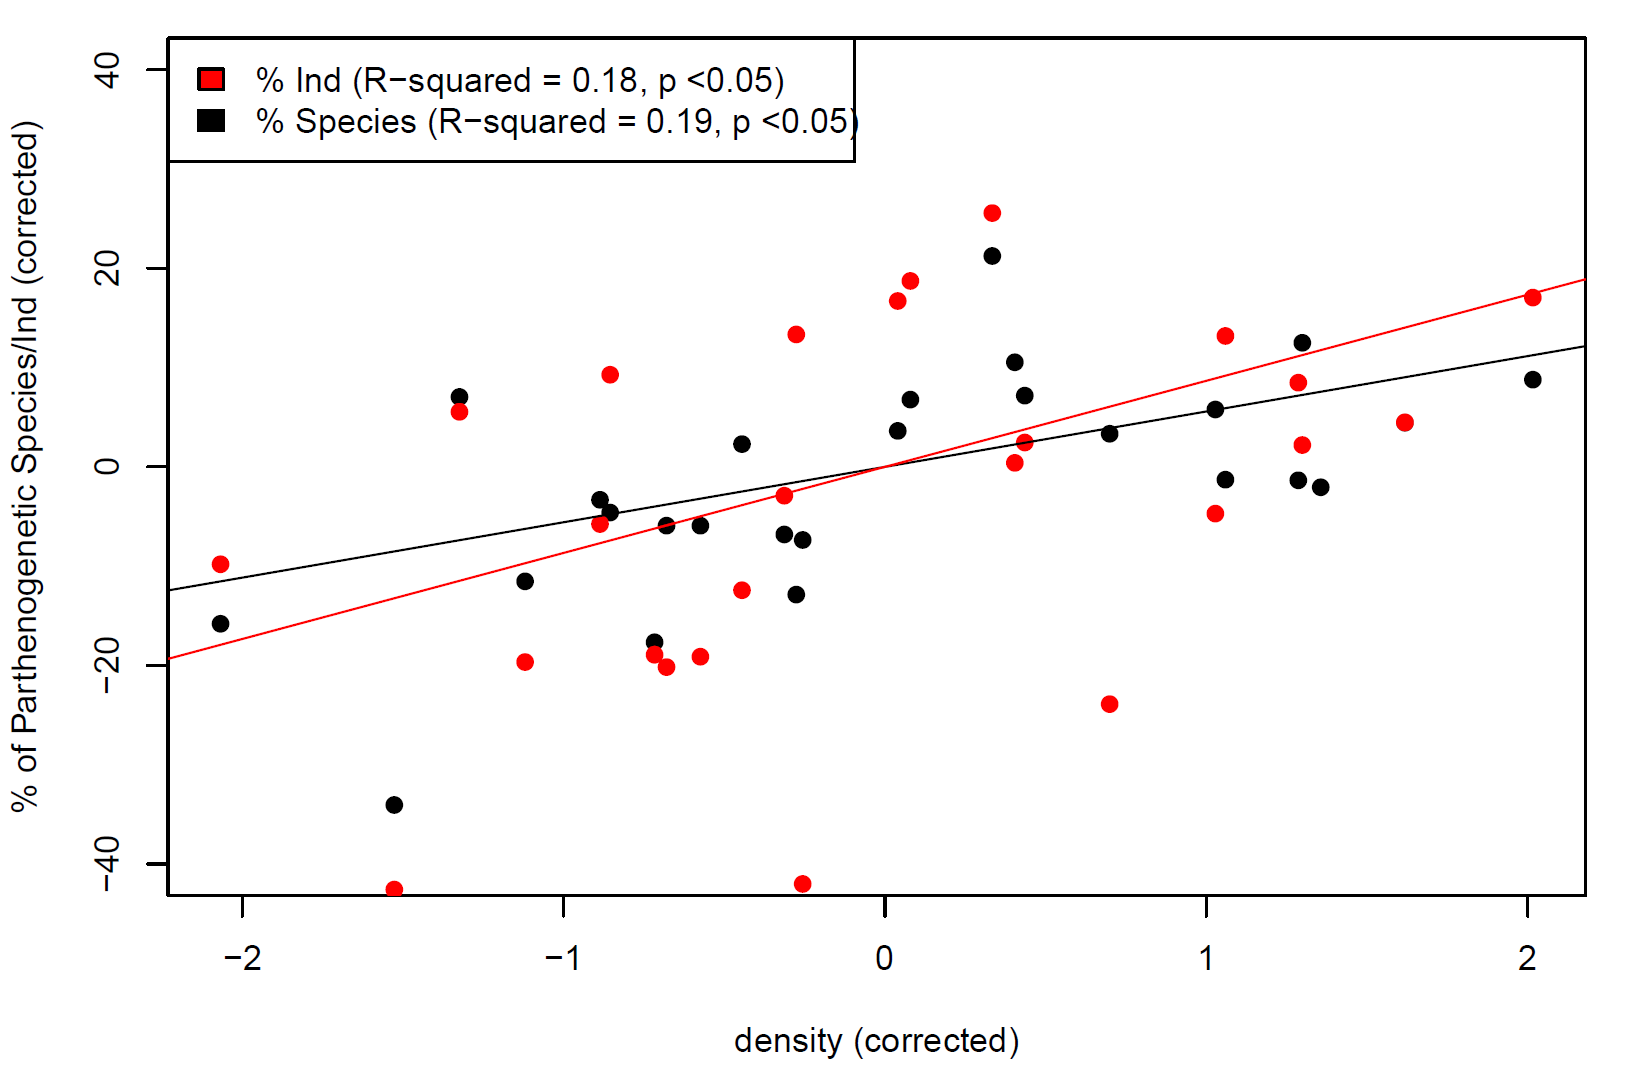 % Ind (R−squared = 0.18, p <0.05)
% Species (R−squared = 0.19, p <0.05)
% of Parthenogenetic Species/Ind (corrected)
40
20
0
−20
−40
−2
−1
0
1
2
density (corrected)